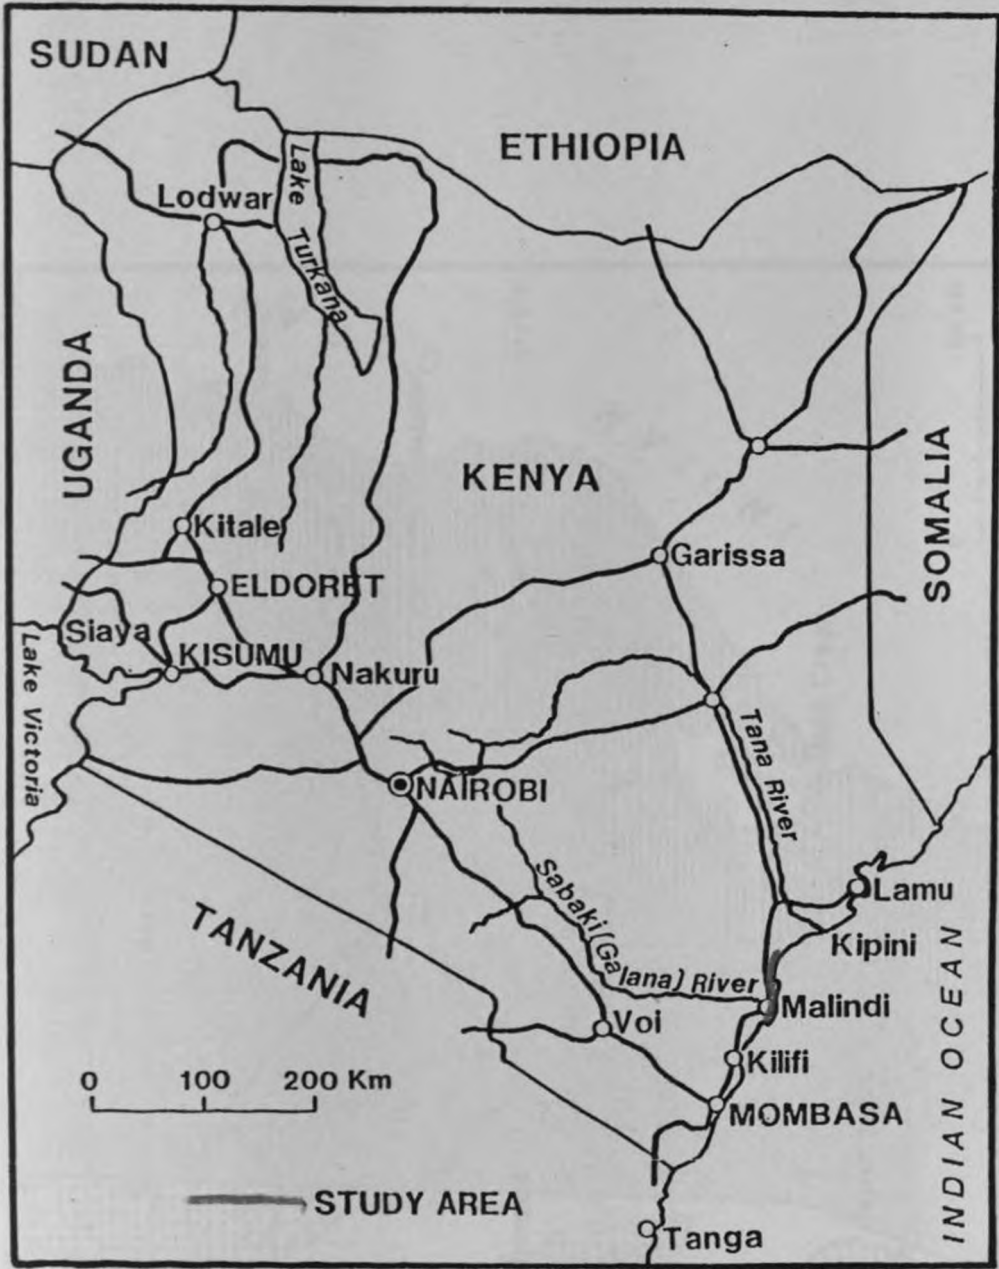 SUDAN
ETHIOPIA
Lake Turkana
Lodwar
UGANDA
KENYA
SOMALIA
Kitale
Garissa
ELDORET
Siaya
KISUMU
Nakuru
Lake Victoria
Tana River
NAIROBI
Sabaki (Galana) River
Lamu
Kipini
TANZANIA
Malindi
Voi
INDIAN OCEAN
Kilifi
0 100 200 Km
MOMBASA
STUDY AREA
Tanga